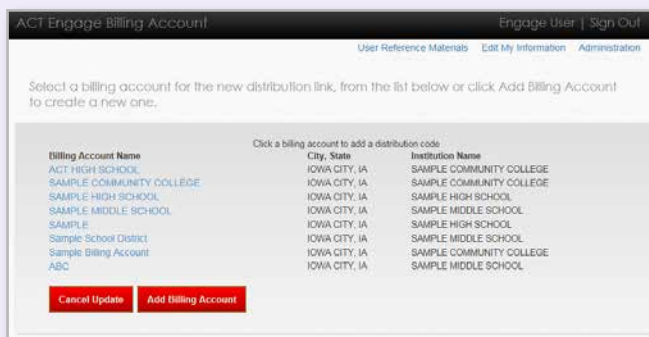 ACT Engage Billing Account Engage User | Sign Out
User Reference Materials Edit My Information Administration
Select a billing account for the new distribution link, from the list below or click Add Billing Account
to create a new one.
Click a billing account to add a distribution code
Billing Account Name City, State Institution Name
ACT HIGH SCHOOL IOWA CITY, IA SAMPLE COMMUNITY COLLEGE
SAMPLE COMMUNITY COLLEGE IOWA CITY, IA SAMPLE COMMUNITY COLLEGE
SAMPLE HIGH SCHOOL IOWA CITY, IA SAMPLE HIGH SCHOOL
SAMPLE MIDDLE SCHOOL IOWA CITY, IA SAMPLE MIDDLE SCHOOL
SAMPLE IOWA CITY, IA SAMPLE HIGH SCHOOL
Sample School District IOWA CITY, IA SAMPLE MIDDLE SCHOOL
Sample Billing Account IOWA CITY, IA SAMPLE COMMUNITY COLLEGE
ABC IOWA CITY, IA SAMPLE MIDDLE SCHOOL
Cancel Update Add Billing Account